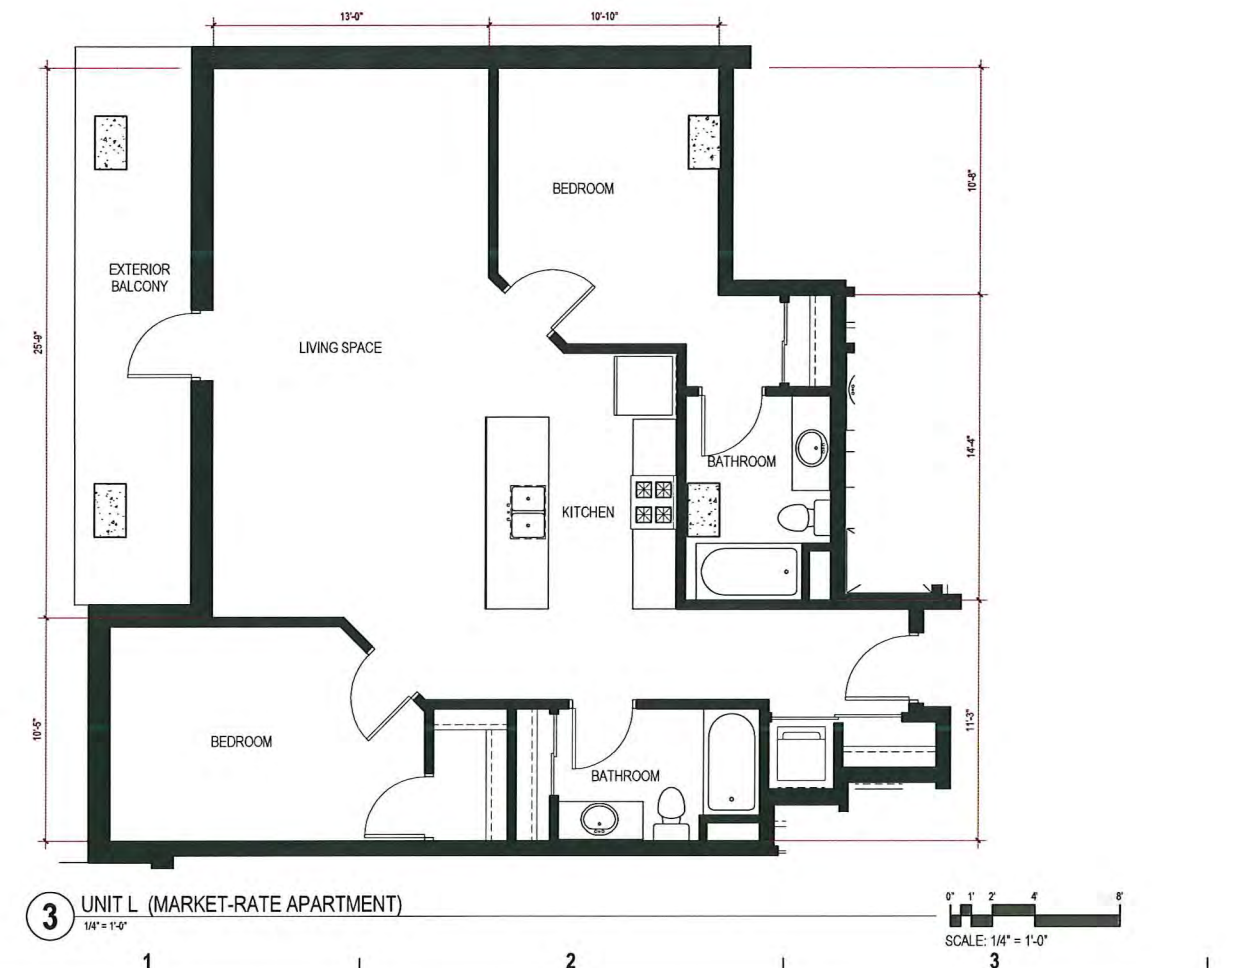 13'-0"
10'-10"
10'-8"
BEDROOM
EXTERIOR
BALCONY
25'-9"
LIVING SPACE
14'-4"
BATHROOM
KITCHEN
10'-5"
BEDROOM
11'-3"
BATHROOM
3
UNIT L (MARKET-RATE APARTMENT)
1/4" = 1'-0"
0" 1' 2' 4' 8'
SCALE: 1/4" = 1'-0"
1 2 3